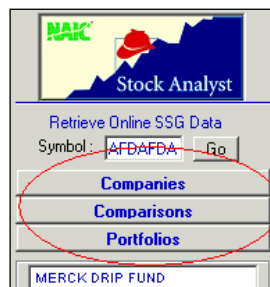 NAIC
Stock Analyst
Retrieve Online SSG Data
Symbol: AFDAFDA Go
Companies
Comparisons
Portfolios
MERCK DRIP FUND